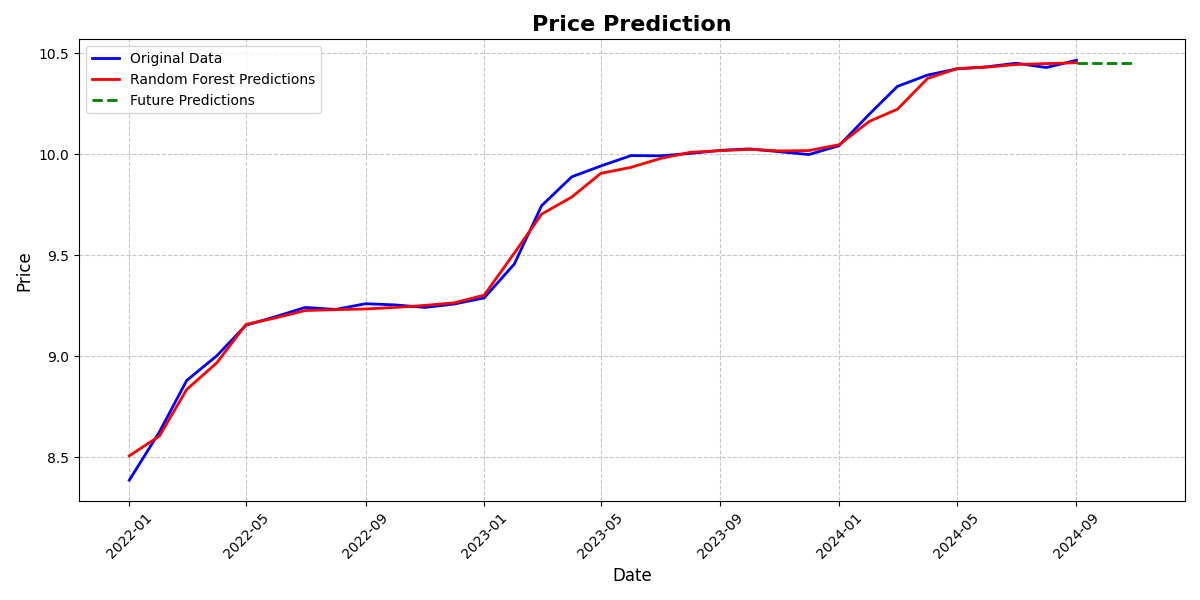 Price Prediction
Original Data
Random Forest Predictions
Future Predictions
10.5
10.0
9.5
9.0
8.5
Price
2022-01
2022-05
2022-09
2023-01
2023-05
2023-09
2024-01
2024-05
2024-09
Date